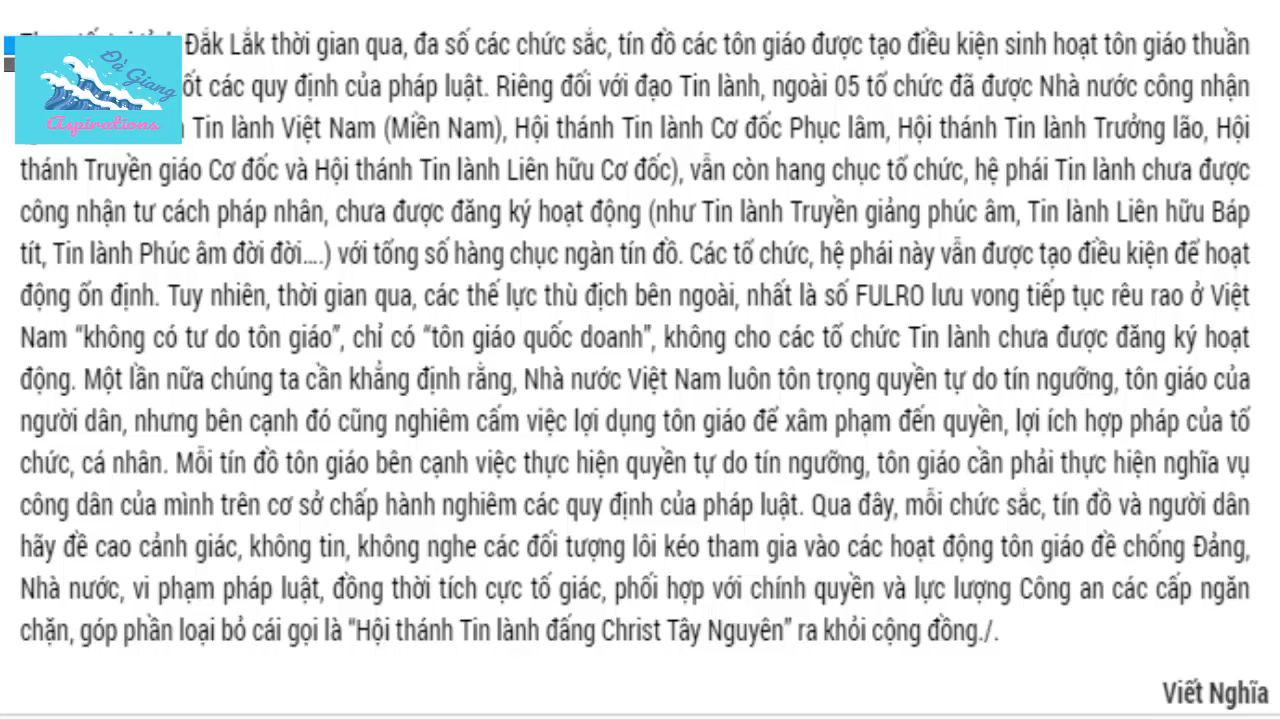 Đà Giang
Aspirations
Đắk Lắk thời gian qua, đa số các chức sắc, tín đồ các tôn giáo được tạo điều kiện sinh hoạt tôn giáo thuần
ốt các quy định của pháp luật. Riêng đối với đạo Tin lành, ngoài 05 tổ chức đã được Nhà nước công nhận
Tin lành Việt Nam (Miền Nam), Hội thánh Tin lành Cơ đốc Phục lâm, Hội thánh Tin lành Trưởng lão, Hội
thánh Truyền giáo Cơ đốc và Hội thánh Tin lành Liên hữu Cơ đốc), vẫn còn hang chục tổ chức, hệ phái Tin lành chưa được
công nhận tư cách pháp nhân, chưa được đăng ký hoạt động (như Tin lành Truyền giảng phúc âm, Tin lành Liên hữu Báp
tít, Tin lành Phúc âm đời đời....) với tổng số hàng chục ngàn tín đồ. Các tổ chức, hệ phái này vẫn được tạo điều kiện để hoạt
động ổn định. Tuy nhiên, thời gian qua, các thế lực thù địch bên ngoài, nhất là số FULRO lưu vong tiếp tục rêu rao ở Việt
Nam “không có tư do tôn giáo”, chỉ có “tôn giáo quốc doanh”, không cho các tổ chức Tin lành chưa được đăng ký hoạt
động. Một lần nữa chúng ta cần khẳng định rằng, Nhà nước Việt Nam luôn tôn trọng quyền tự do tín ngưỡng, tôn giáo của
người dân, nhưng bên cạnh đó cũng nghiêm cấm việc lợi dụng tôn giáo để xâm phạm đến quyền, lợi ích hợp pháp của tổ
chức, cá nhân. Mỗi tín đồ tôn giáo bên cạnh việc thực hiện quyền tự do tín ngưỡng, tôn giáo cần phải thực hiện nghĩa vụ
công dân của mình trên cơ sở chấp hành nghiêm các quy định của pháp luật. Qua đây, mỗi chức sắc, tín đồ và người dân
hãy đề cao cảnh giác, không tin, không nghe các đối tượng lôi kéo tham gia vào các hoạt động tôn giáo đề chống Đảng,
Nhà nước, vi phạm pháp luật, đồng thời tích cực tố giác, phối hợp với chính quyền và lực lượng Công an các cấp ngăn
chặn, góp phần loại bỏ cái gọi là “Hội thánh Tin lành đấng Christ Tây Nguyên” ra khỏi cộng đồng./.
Viết Nghĩa